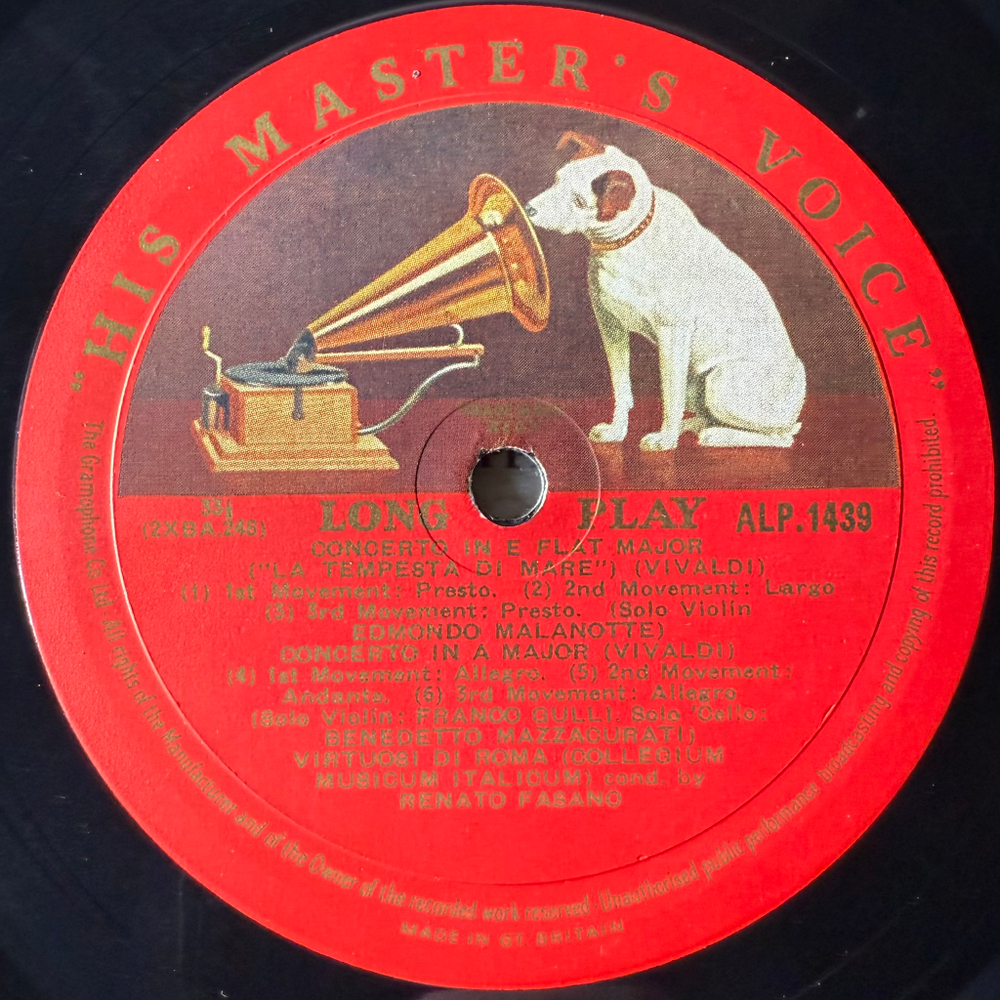 "HIS MASTER'S VOICE"
33⅓
(2XBA.246)
LONG PLAY
ALP.1439
CONCERTO IN E FLAT MAJOR
("LA TEMPESTA DI MARE") (VIVALDI)
(1) 1st Movement: Presto. (2) 2nd Movement: Largo
(3) 3rd Movement: Presto. (Solo Violin
EDMONDO MALANOTTE)
CONCERTO IN A MAJOR (VIVALDI)
(4) 1st Movement: Allegro. (5) 2nd Movement:
Andante. (6) 3rd Movement: Allegro
(Solo Violin: FRANCO GULLI. Solo 'Cello:
BENEDETTO MAZZACURATI)
VIRTUOSI DI ROMA (COLLEGIUM
MUSICUM ITALICUM) cond. by
RENATO FASANO
The Gramophone Co Ltd. All rights of the Manufacturer and of the Owner of the recorded work reserved. Unauthorised public performance broadcasting and copying of this record prohibited.
MADE IN GT. BRITAIN